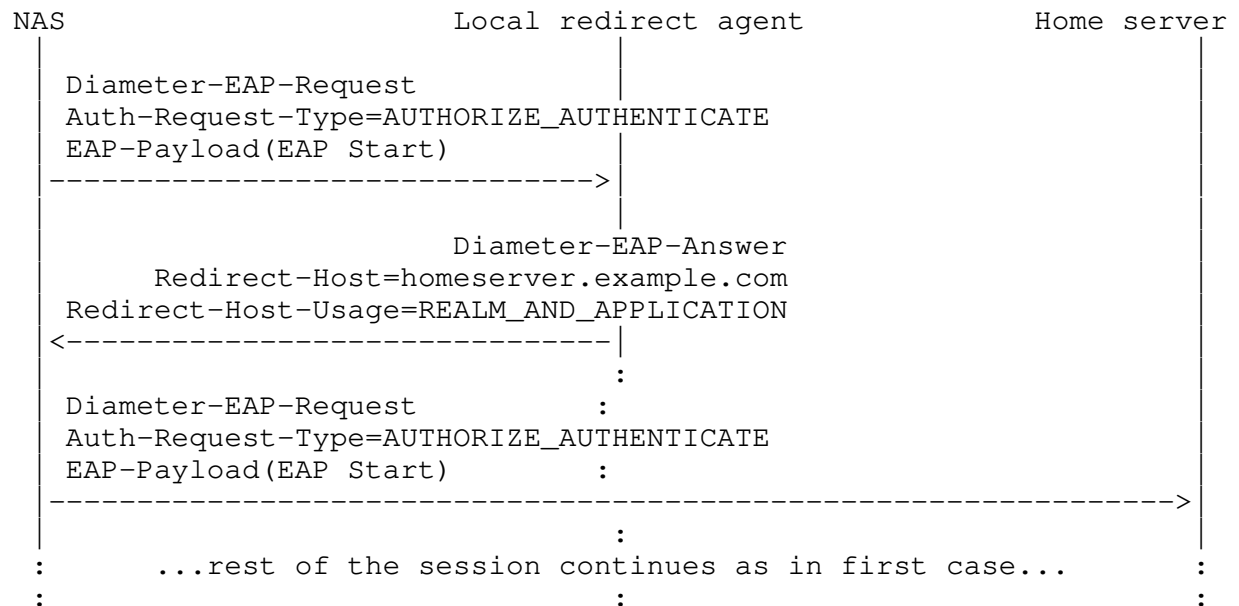 NAS Local redirect agent Home server
Diameter-EAP-Request
Auth-Request-Type=AUTHORIZE_AUTHENTICATE
EAP-Payload(EAP Start)
Diameter-EAP-Answer
Redirect-Host=homeserver.example.com
Redirect-Host-Usage=REALM_AND_APPLICATION
Diameter-EAP-Request
Auth-Request-Type=AUTHORIZE_AUTHENTICATE
EAP-Payload(EAP Start)
...rest of the session continues as in first case...